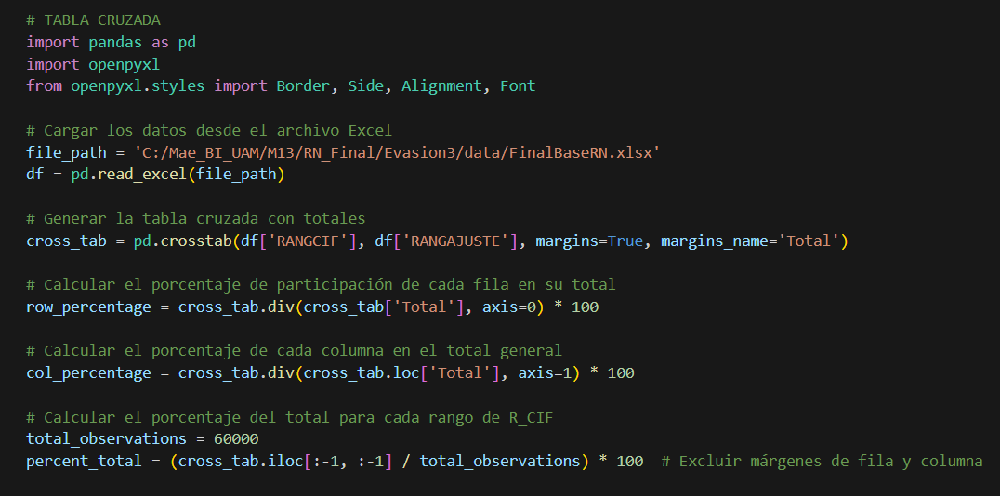 # TABLA CRUZADA
import pandas as pd
import openpyxl
from openpyxl.styles import Border, Side, Alignment, Font
# Cargar los datos desde el archivo Excel
file_path = 'C:/Mae_BI_UAM/M13/RN_Final/Evasion3/data/FinalBaseRN.xlsx'
df = pd.read_excel(file_path)
# Generar la tabla cruzada con totales
cross_tab = pd.crosstab(df['RANGCIF'], df['RANGAJUSTE'], margins=True, margins_name='Total')
# Calcular el porcentaje de participación de cada fila en su total
row_percentage = cross_tab.div(cross_tab['Total'], axis=0) * 100
# Calcular el porcentaje de cada columna en el total general
col_percentage = cross_tab.div(cross_tab.loc['Total'], axis=1) * 100
# Calcular el porcentaje del total para cada rango de R_CIF
total_observations = 60000
percent_total = (cross_tab.iloc[:-1, :-1] / total_observations) * 100  # Excluir márgenes de fila y columna